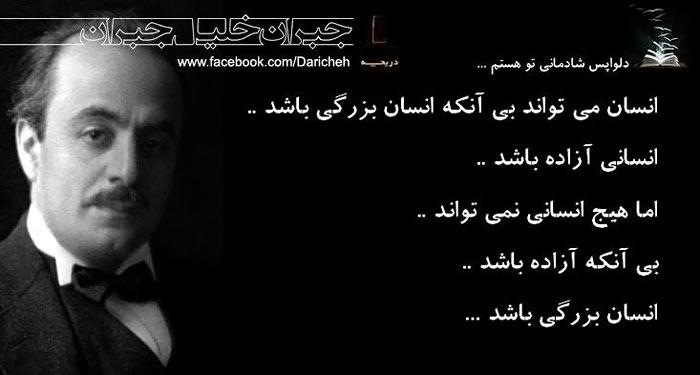 جبران خلیل جبران
www.facebook.com/Daricheh
دریچه
دلواپس شادمانی تو هستم ...
انسان می تواند بی آنکه انسان بزرگی باشد ..
انسانی آزاده باشد ..
اما هیچ انسانی نمی تواند ..
بی آنکه آزاده باشد ..
انسان بزرگی باشد ...